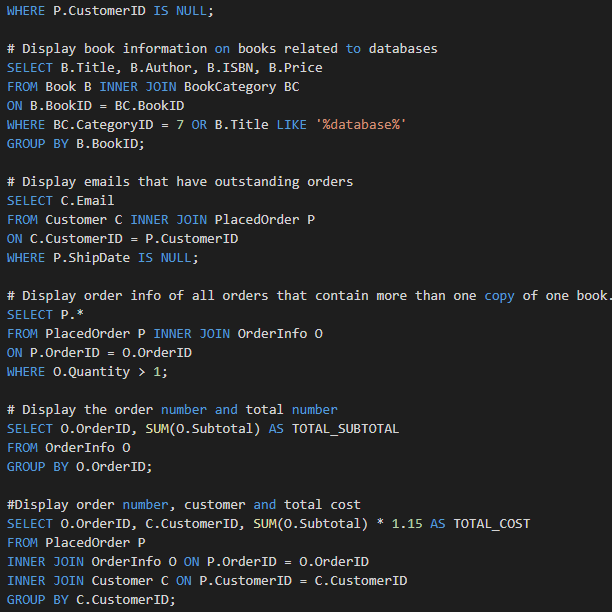 WHERE P.CustomerID IS NULL;
# Display book information on books related to databases
SELECT B.Title, B.Author, B.ISBN, B.Price
FROM Book B INNER JOIN BookCategory BC
ON B.BookID = BC.BookID
WHERE BC.CategoryID = 7 OR B.Title LIKE '%database%'
GROUP BY B.BookID;
# Display emails that have outstanding orders
SELECT C.Email
FROM Customer C INNER JOIN PlacedOrder P
ON C.CustomerID = P.CustomerID
WHERE P.ShipDate IS NULL;
# Display order info of all orders that contain more than one copy of one book.
SELECT P.*
FROM PlacedOrder P INNER JOIN OrderInfo O
ON P.OrderID = O.OrderID
WHERE O.Quantity > 1;
# Display the order number and total number
SELECT O.OrderID, SUM(O.Subtotal) AS TOTAL_SUBTOTAL
FROM OrderInfo O
GROUP BY O.OrderID;
#Display order number, customer and total cost
SELECT O.OrderID, C.CustomerID, SUM(O.Subtotal) * 1.15 AS TOTAL_COST
FROM PlacedOrder P
INNER JOIN OrderInfo O ON P.OrderID = O.OrderID
INNER JOIN Customer C ON P.CustomerID = C.CustomerID
GROUP BY C.CustomerID;